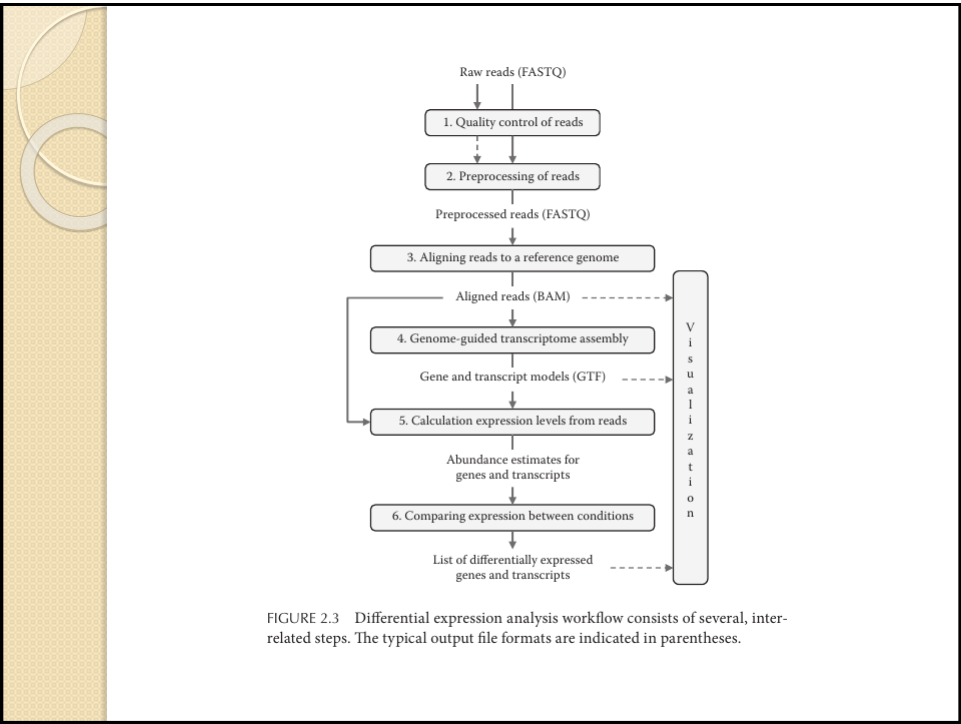 Raw reads (FASTQ)
1. Quality control of reads
2. Preprocessing of reads
Preprocessed reads (FASTQ)
3. Aligning reads to a reference genome
Aligned reads (BAM)
4. Genome-guided transcriptome assembly
Gene and transcript models (GTF)
5. Calculation expression levels from reads
Abundance estimates for
genes and transcripts
6. Comparing expression between conditions
List of differentially expressed
genes and transcripts
Visualization
FIGURE 2.3 Differential expression analysis workflow consists of several, inter-
related steps. The typical output file formats are indicated in parentheses.